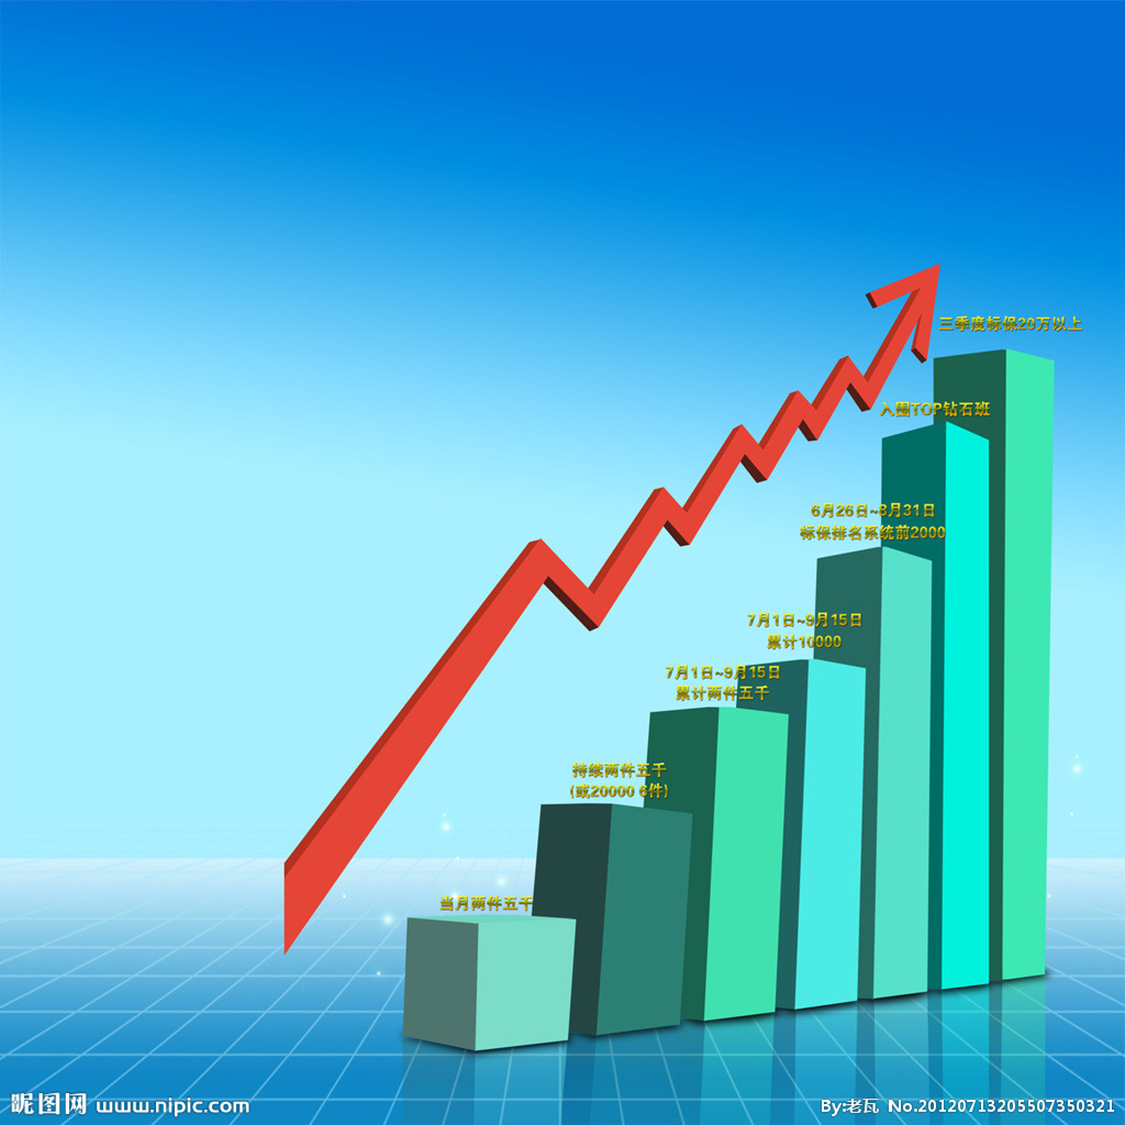 三季度标保20万以上
入围TOP钻石班
6月26日~8月31日
标保排名系统前2000
7月1日~9月15日
累计10000
7月1日~9月15日
累计两件五千
持续两件五千
(或20000 6件)
当月两件五千
昵图网 www.nipic.com
By:老瓦 No.20120713205507350321